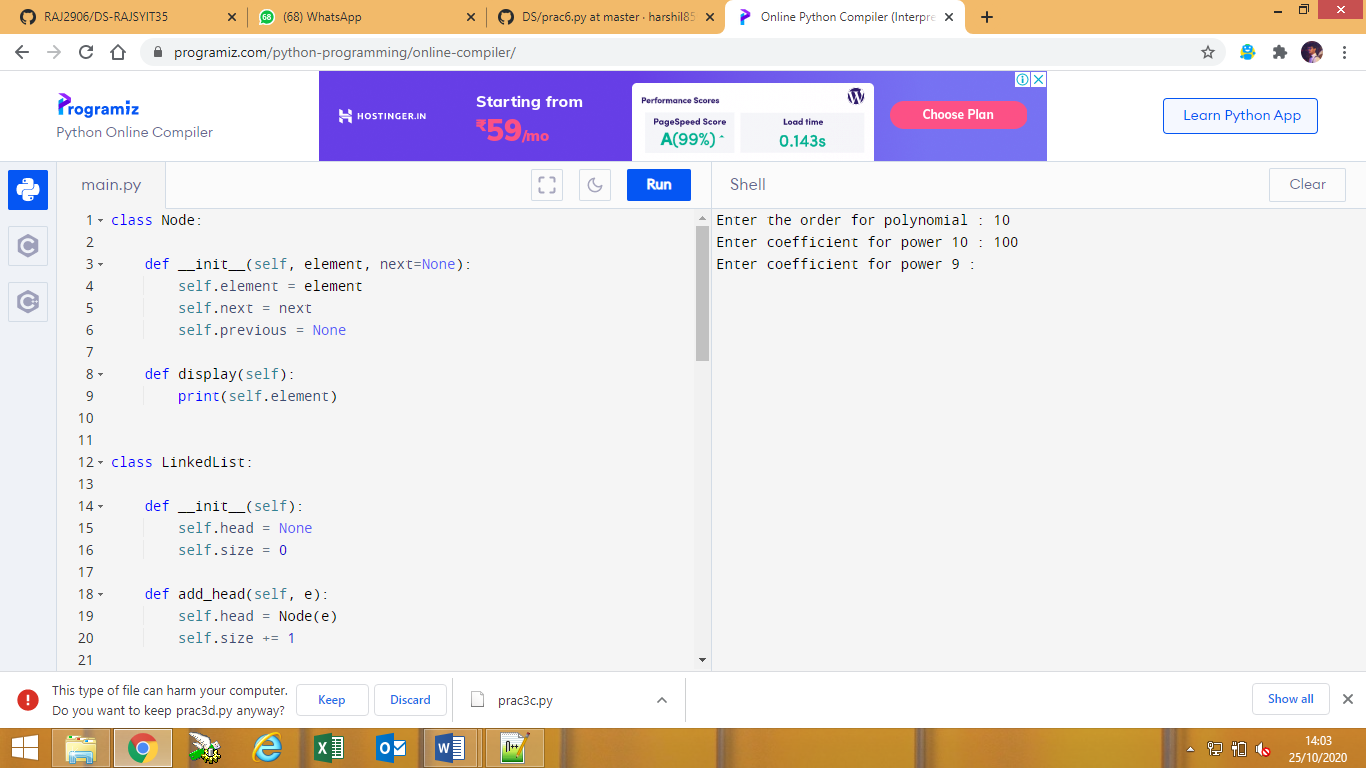 RAJ2906/DS-RAJSYIT35
(68) WhatsApp
DS/prac6.py at master · harshil85
Online Python Compiler (Interpre
programiz.com/python-programming/online-compiler/
Programiz
Python Online Compiler
HOSTINGER.IN
Starting from
₹59/mo
Performance Scores
PageSpeed Score
A(99%)
Load time
0.143s
Choose Plan
Learn Python App
main.py
Run
Shell
Clear
1 class Node:
2
3     def __init__(self, element, next=None):
4         self.element = element
5         self.next = next
6         self.previous = None
7
8     def display(self):
9         print(self.element)
10
11
12 class LinkedList:
13
14     def __init__(self):
15         self.head = None
16         self.size = 0
17
18     def add_head(self, e):
19         self.head = Node(e)
20         self.size += 1
21
Enter the order for polynomial : 10
Enter coefficient for power 10 : 100
Enter coefficient for power 9 :
This type of file can harm your computer.
Do you want to keep prac3d.py anyway?
Keep
Discard
prac3c.py
Show all
14:03
25/10/2020